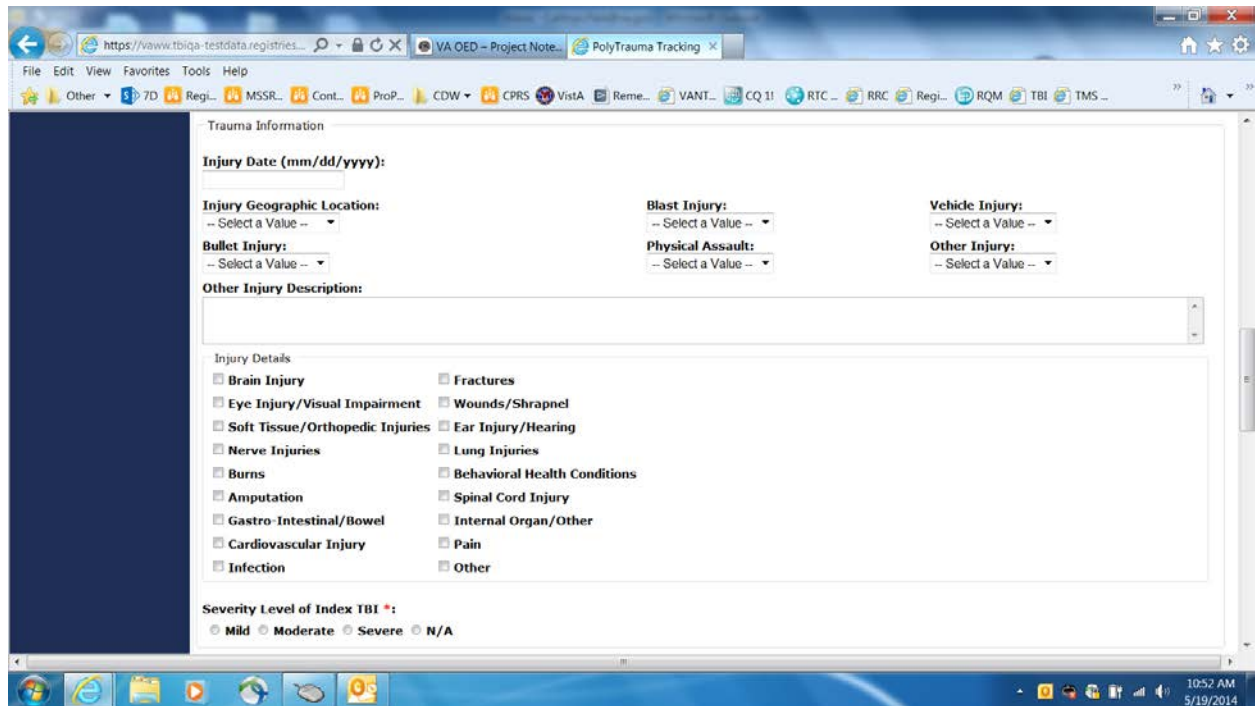 https://vaww.tbiqa-testdata.registries... VA OED – Project Note... PolyTrauma Tracking
File Edit View Favorites Tools Help
Other 7D Regi... MSSR... Cont... ProP... CDW CPRS VistA Reme... VANT... CQ 1! RTC ... RRC Regi... RQM TBI TMS ...
Trauma Information
Injury Date (mm/dd/yyyy):
Injury Geographic Location: Blast Injury: Vehicle Injury:
-- Select a Value -- -- Select a Value -- -- Select a Value --
Bullet Injury: Physical Assault: Other Injury:
-- Select a Value -- -- Select a Value -- -- Select a Value --
Other Injury Description:
Injury Details
Brain Injury Fractures
Eye Injury/Visual Impairment Wounds/Shrapnel
Soft Tissue/Orthopedic Injuries Ear Injury/Hearing
Nerve Injuries Lung Injuries
Burns Behavioral Health Conditions
Amputation Spinal Cord Injury
Gastro-Intestinal/Bowel Internal Organ/Other
Cardiovascular Injury Pain
Infection Other
Severity Level of Index TBI *:
Mild Moderate Severe N/A
10:52 AM
5/19/2014